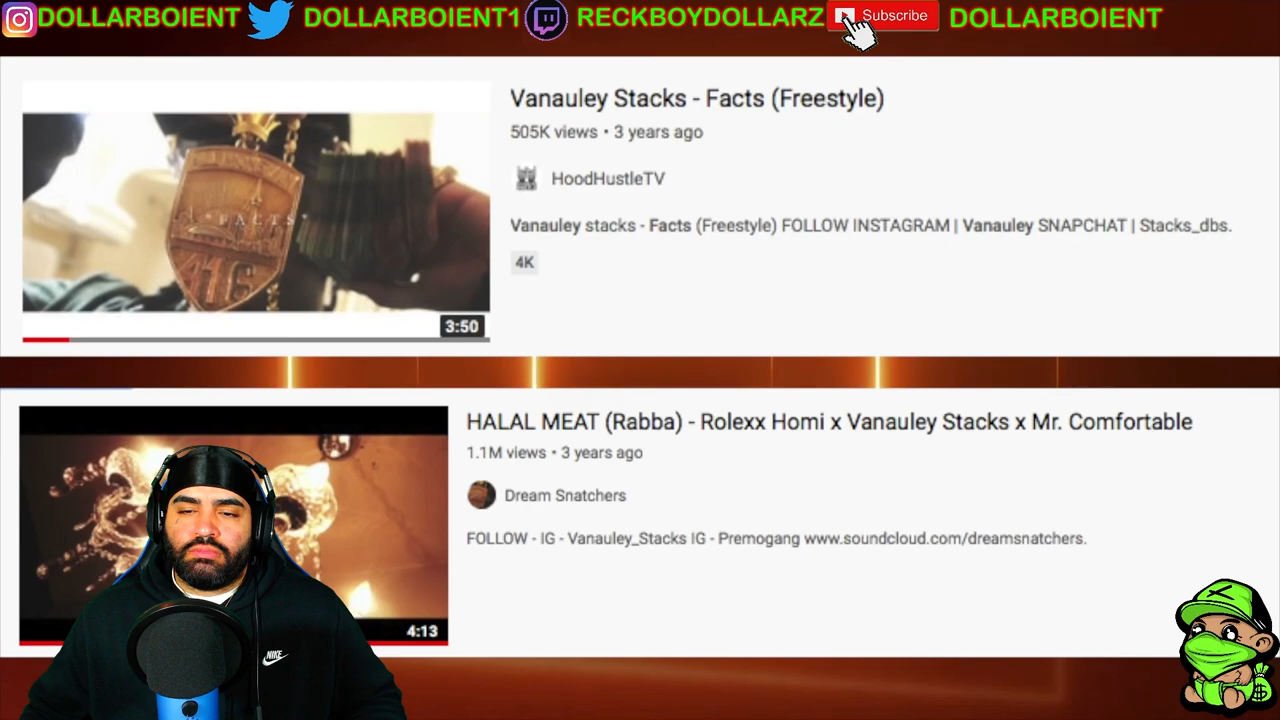 DOLLARBOIENT DOLLARBOIENT1 RECKBOYDOLLARZ Subscribe DOLLARBOIENT
Vanauley Stacks - Facts (Freestyle)
505K views • 3 years ago
HoodHustleTV
*FACTS*
416
Vanauley stacks - Facts (Freestyle) FOLLOW INSTAGRAM | Vanauley SNAPCHAT | Stacks_dbs.
4K
3:50
HALAL MEAT (Rabba) - Rolexx Homi x Vanauley Stacks x Mr. Comfortable
1.1M views • 3 years ago
Dream Snatchers
FOLLOW - IG - Vanauley_Stacks IG - Premogang www.soundcloud.com/dreamsnatchers.
4:13
NIKE